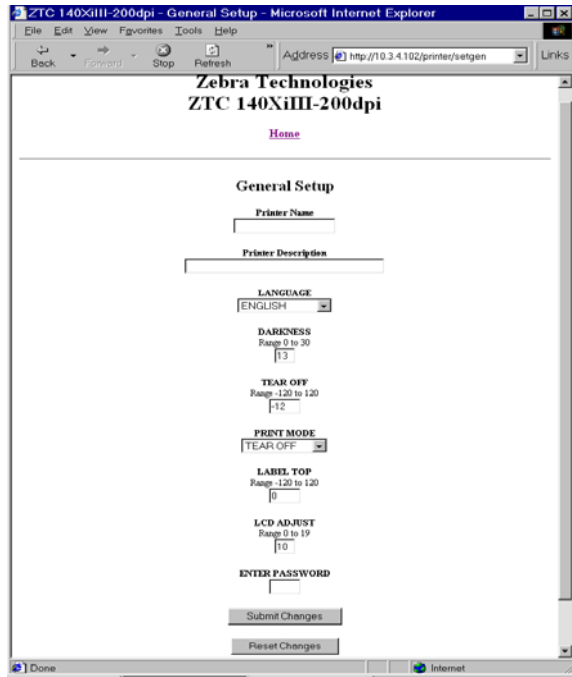 ZTC 140XiIII-200dpi - General Setup - Microsoft Internet Explorer
File Edit View Favorites Tools Help
Back Forward Stop Refresh » Address http://10.3.4.102/printer/setgen Links
Zebra Technologies
ZTC 140XiIII-200dpi
Home
General Setup
Printer Name
Printer Description
LANGUAGE
ENGLISH
DARKNESS
Range 0 to 30
13
TEAR OFF
Range -120 to 120
-12
PRINT MODE
TEAR OFF
LABEL TOP
Range -120 to 120
0
LCD ADJUST
Range 0 to 19
10
ENTER PASSWORD
Submit Changes
Reset Changes
Done Internet